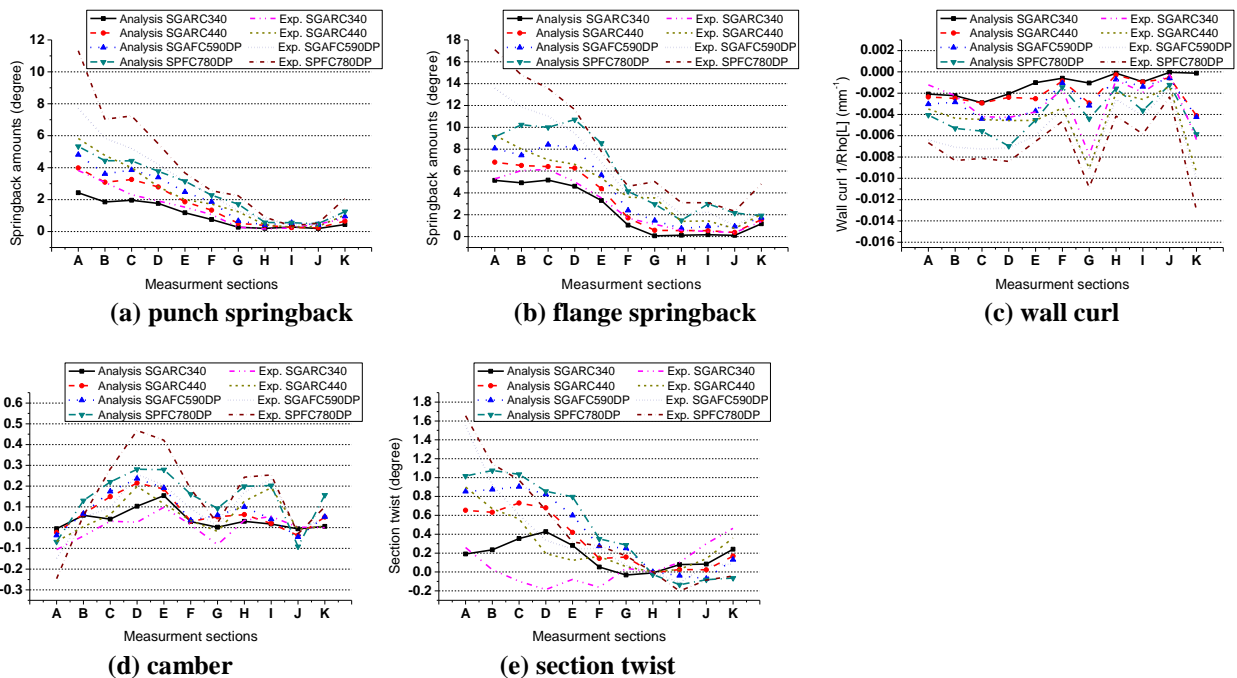 Analysis SGARC340
Exp. SGARC340
Analysis SGARC440
Exp. SGARC440
Analysis SGAFC590DP
Exp. SGAFC590DP
Analysis SPFC780DP
Exp. SPFC780DP
12
10
8
6
4
2
0
Springback amounts (degree)
A B C D E F G H I J K
Measurment sections
(a) punch springback
Analysis SGARC340
Exp. SGARC340
Analysis SGARC440
Exp. SGARC440
Analysis SGAFC590DP
Exp. SGAFC590DP
Analysis SPFC780DP
Exp. SPFC780DP
18
16
14
12
10
8
6
4
2
0
Springback amounts (degree)
A B C D E F G H I J K
Measurment sections
(b) flange springback
Analysis SGARC340
Exp. SGARC340
Analysis SGARC440
Exp. SGARC440
Analysis SGAFC590DP
Exp. SGAFC590DP
Analysis SPFC780DP
Exp. SPFC780DP
0.002
0.000
-0.002
-0.004
-0.006
-0.008
-0.010
-0.012
-0.014
-0.016
Wall curl 1/Rho[L] (mm⁻¹)
A B C D E F G H I J K
Measurment sections
(c) wall curl
Analysis SGARC340
Exp. SGARC340
Analysis SGARC440
Exp. SGARC440
Analysis SGAFC590DP
Exp. SGAFC590DP
Analysis SPFC780DP
Exp. SPFC780DP
0.6
0.5
0.4
0.3
0.2
0.1
0.0
-0.1
-0.2
-0.3
A B C D E F G H I J K
Measurment sections
(d) camber
Analysis SGARC340
Exp. SGARC340
Analysis SGARC440
Exp. SGARC440
Analysis SGAFC590DP
Exp. SGAFC590DP
Analysis SPFC780DP
Exp. SPFC780DP
1.8
1.6
1.4
1.2
1.0
0.8
0.6
0.4
0.2
0.0
-0.2
Section twist (degree)
A B C D E F G H I J K
Measurment sections
(e) section twist